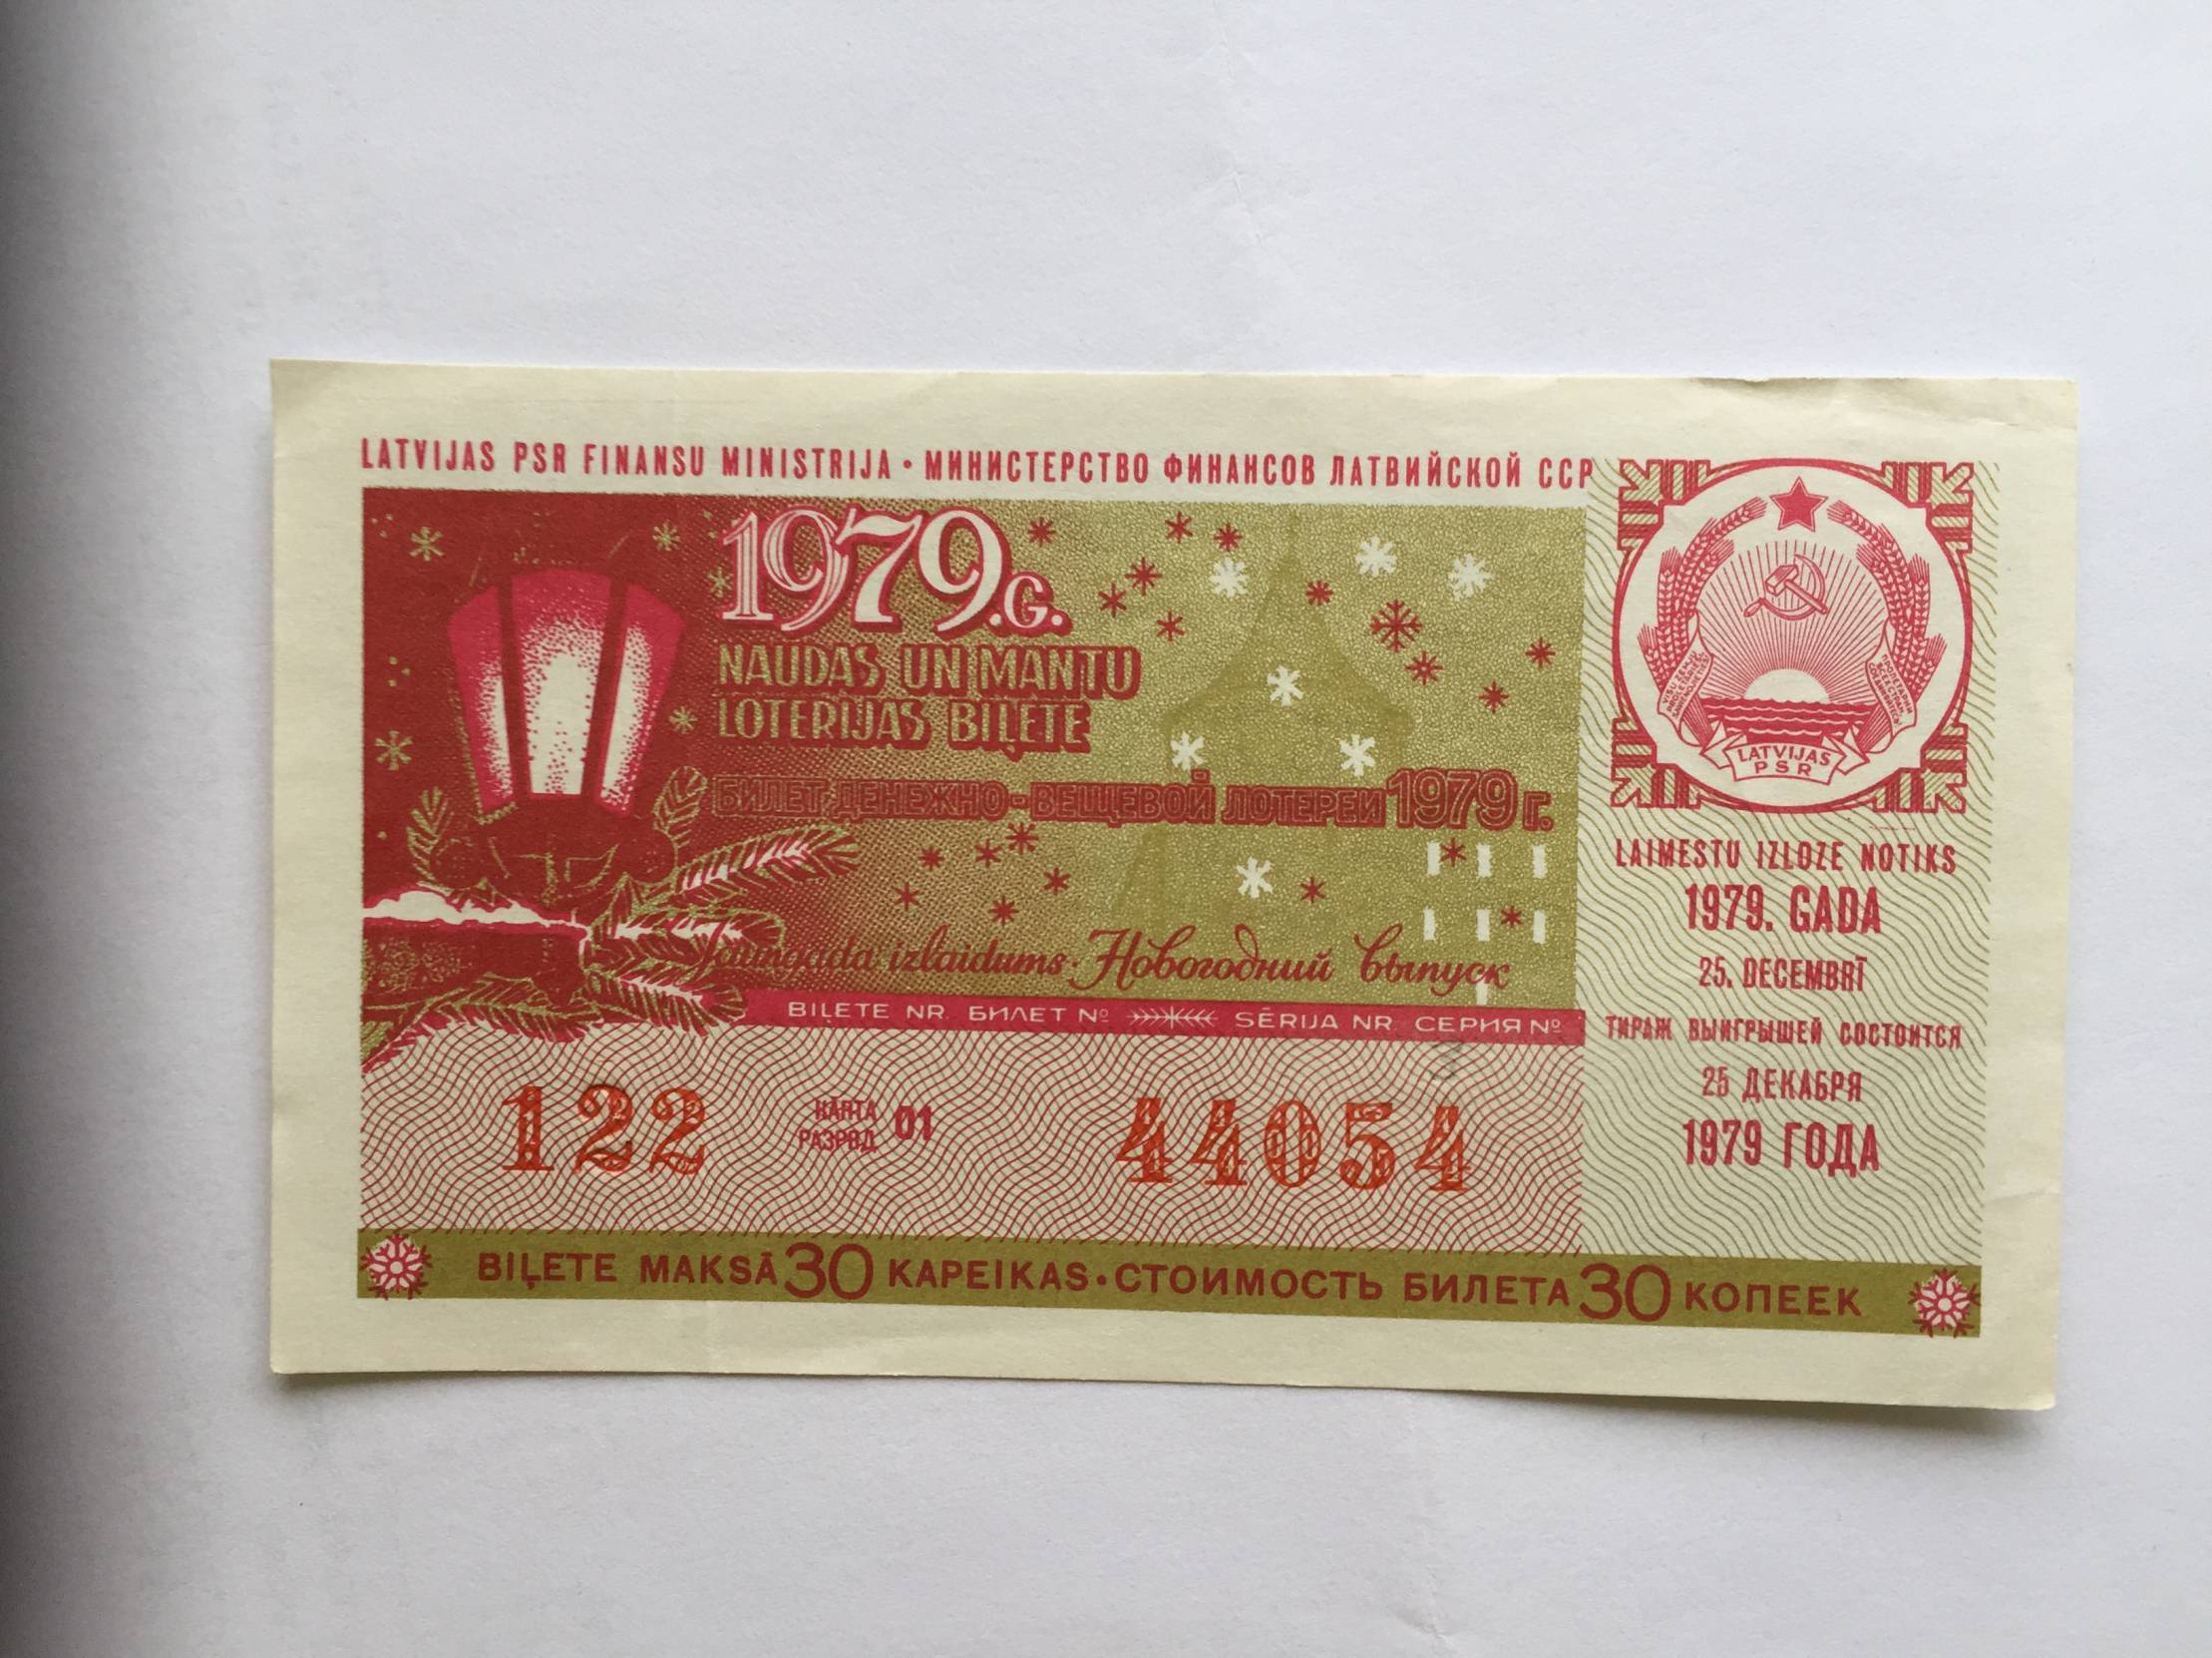 LATVIJAS PSR FINANSU MINISTRIJA • МИНИСТЕРСТВО ФИНАНСОВ ЛАТВИЙСКОЙ ССР
1979.G.
NAUDAS UN MANTU
LOTERIJAS BIĻETE
БИЛЕТ ДЕНЕЖНО-ВЕЩЕВОЙ ЛОТЕРЕИ 1979 г.
Jaungada izlaidums. Новогодний выпуск
BIĻETE NR. БИЛЕТ № SĒRIJA NR. СЕРИЯ №
122 KĀRTA 01 44054
РАЗРЯД
LATVIJAS
PSR
LAIMESTU IZLOZE NOTIKS
1979. GADA
25. DECEMBRĪ
ТИРАЖ ВЫИГРЫШЕЙ СОСТОИТСЯ
25 ДЕКАБРЯ
1979 ГОДА
BIĻETE MAKSĀ 30 KAPEIKAS • СТОИМОСТЬ БИЛЕТА 30 КОПЕЕК